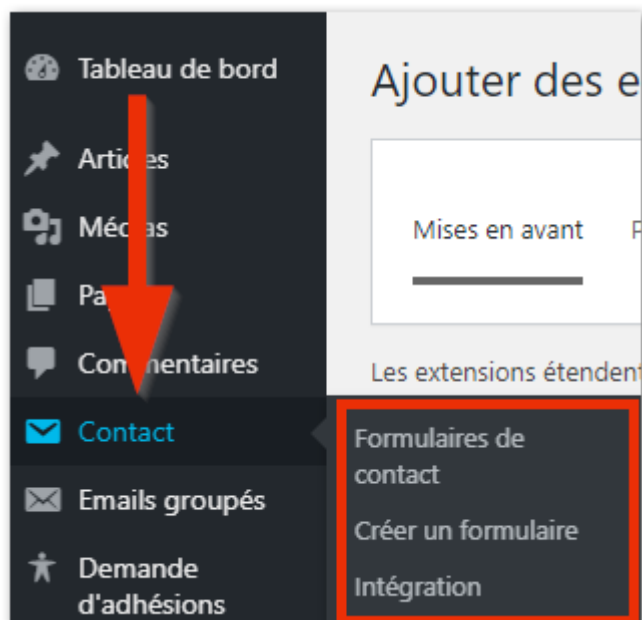 Tableau de bord
Articles
Médias
Commentaires
Contact
Emails groupés
Demande
d'adhésions
Ajouter des e
Mises en avant
Les extensions étendent
Formulaires de
contact
Créer un formulaire
Intégration